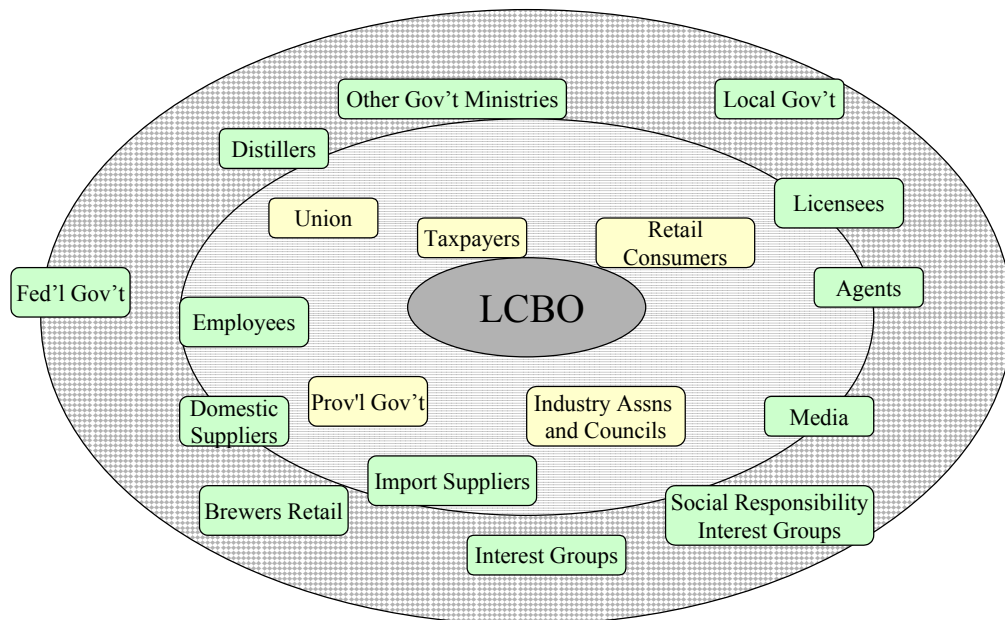 Other Gov’t Ministries
Local Gov’t
Distillers
Licensees
Union
Taxpayers
Retail
Consumers
Fed’l Gov’t
Agents
Employees
LCBO
Prov'l Gov’t
Industry Assns
and Councils
Domestic
Suppliers
Media
Import Suppliers
Brewers Retail
Social Responsibility
Interest Groups
Interest Groups